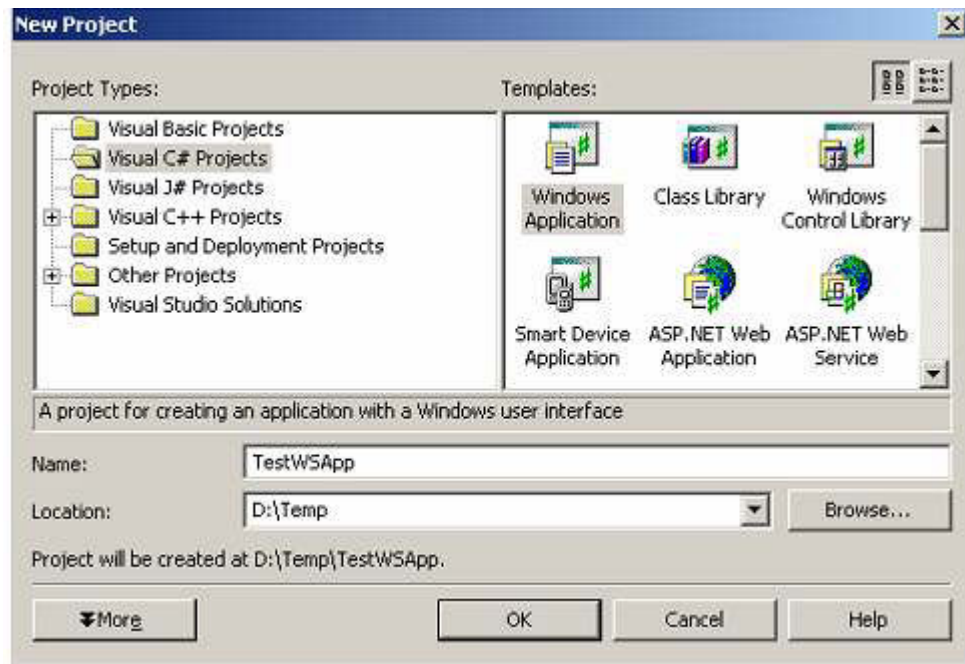 New Project
Project Types:
Templates:
Visual Basic Projects
Visual C# Projects
Visual J# Projects
Visual C++ Projects
Setup and Deployment Projects
Other Projects
Visual Studio Solutions
Windows Application
Class Library
Windows Control Library
Smart Device Application
ASP.NET Web Application
ASP.NET Web Service
A project for creating an application with a Windows user interface
Name:
TestWSApp
Location:
D:\Temp
Browse...
Project will be created at D:\Temp\TestWSApp.
More
OK
Cancel
Help